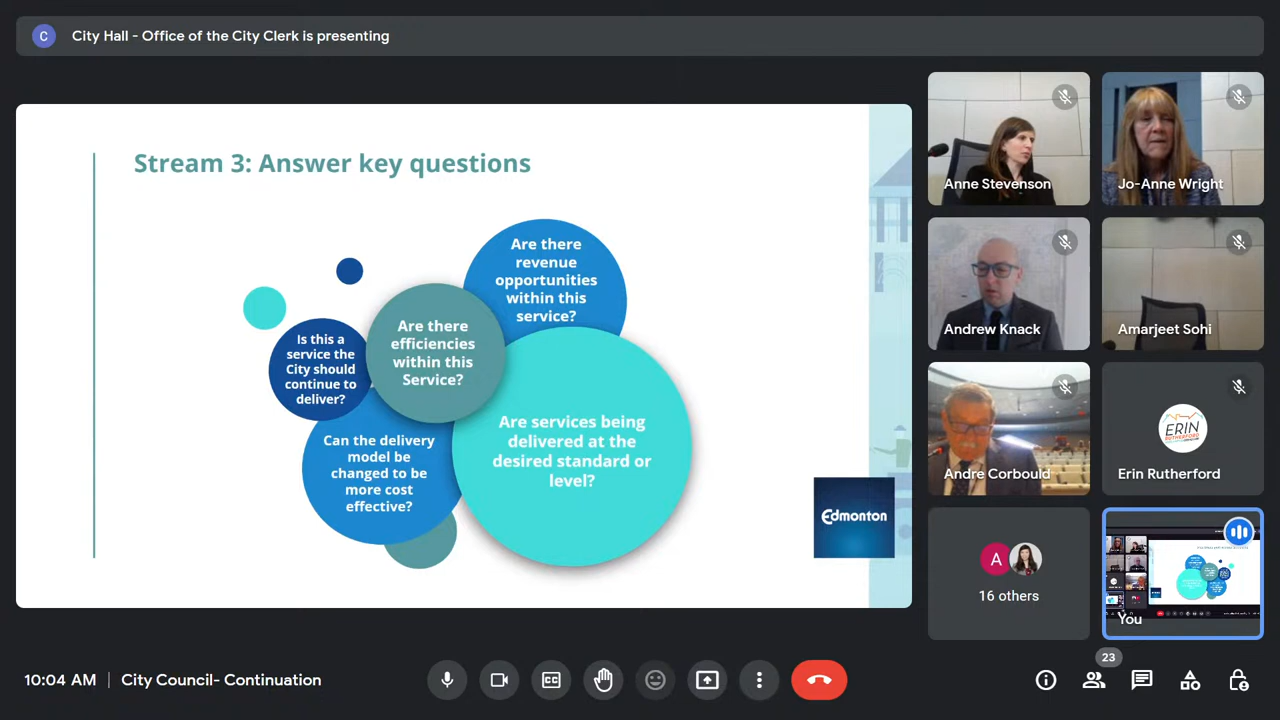 C
City Hall - Office of the City Clerk is presenting
Stream 3: Answer key questions
Are there
revenue
opportunities
within this
service?
Are there
efficiencies
within this
Service?
Is this a
service the
City should
continue to
deliver?
Can the delivery
model be
changed to be
more cost
effective?
Are services being
delivered at the
desired standard or
level?
Edmonton
Anne Stevenson
Jo-Anne Wright
Andrew Knack
Amarjeet Sohi
Andre Corbould
ERIN
RUTHERFORD
Erin Rutherford
A
16 others
You
10:04 AM | City Council- Continuation
CC
23